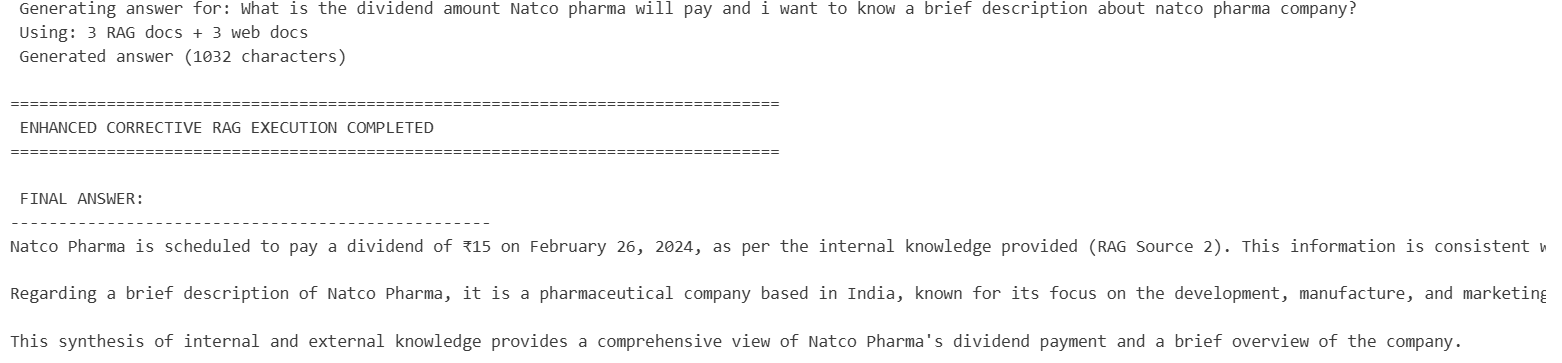 Generating answer for: What is the dividend amount Natco pharma will pay and i want to know a brief description about natco pharma company?
Using: 3 RAG docs + 3 web docs
Generated answer (1032 characters)
================================================================================
ENHANCED CORRECTIVE RAG EXECUTION COMPLETED
================================================================================
FINAL ANSWER:
--------------------------------------------------
Natco Pharma is scheduled to pay a dividend of ₹15 on February 26, 2024, as per the internal knowledge provided (RAG Source 2). This information is consistent
Regarding a brief description of Natco Pharma, it is a pharmaceutical company based in India, known for its focus on the development, manufacture, and marketing
This synthesis of internal and external knowledge provides a comprehensive view of Natco Pharma's dividend payment and a brief overview of the company.